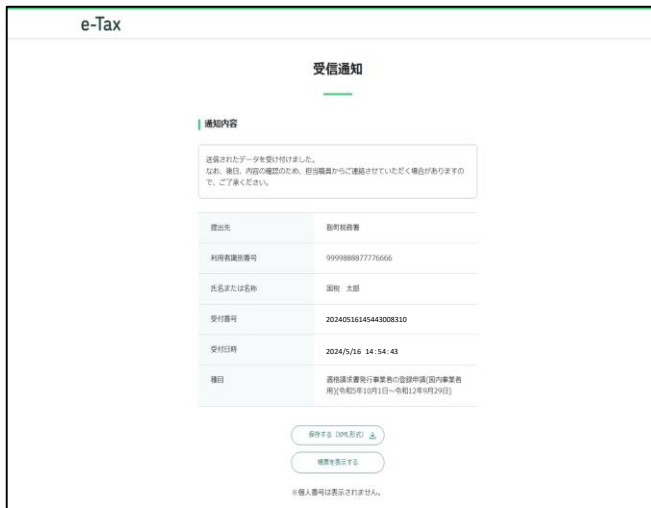 e-Tax
受信通知
通知内容
送信されたデータを受け付けました。
なお、後日、内容の確認のため、担当職員からご連絡させていただく場合がありますの
で、ご了承ください。
提出先 麹町税務署
利用者識別番号 9999888877776666
氏名または名称 国税 太郎
受付番号 20240516145443008310
受付日時 2024/5/16 14:54:43
種目 適格請求書発行事業者の登録申請(国内事業者
用)(令和5年10月1日～令和12年9月29日)
保存する（XML形式）
帳票を表示する
※個人番号は表示されません。